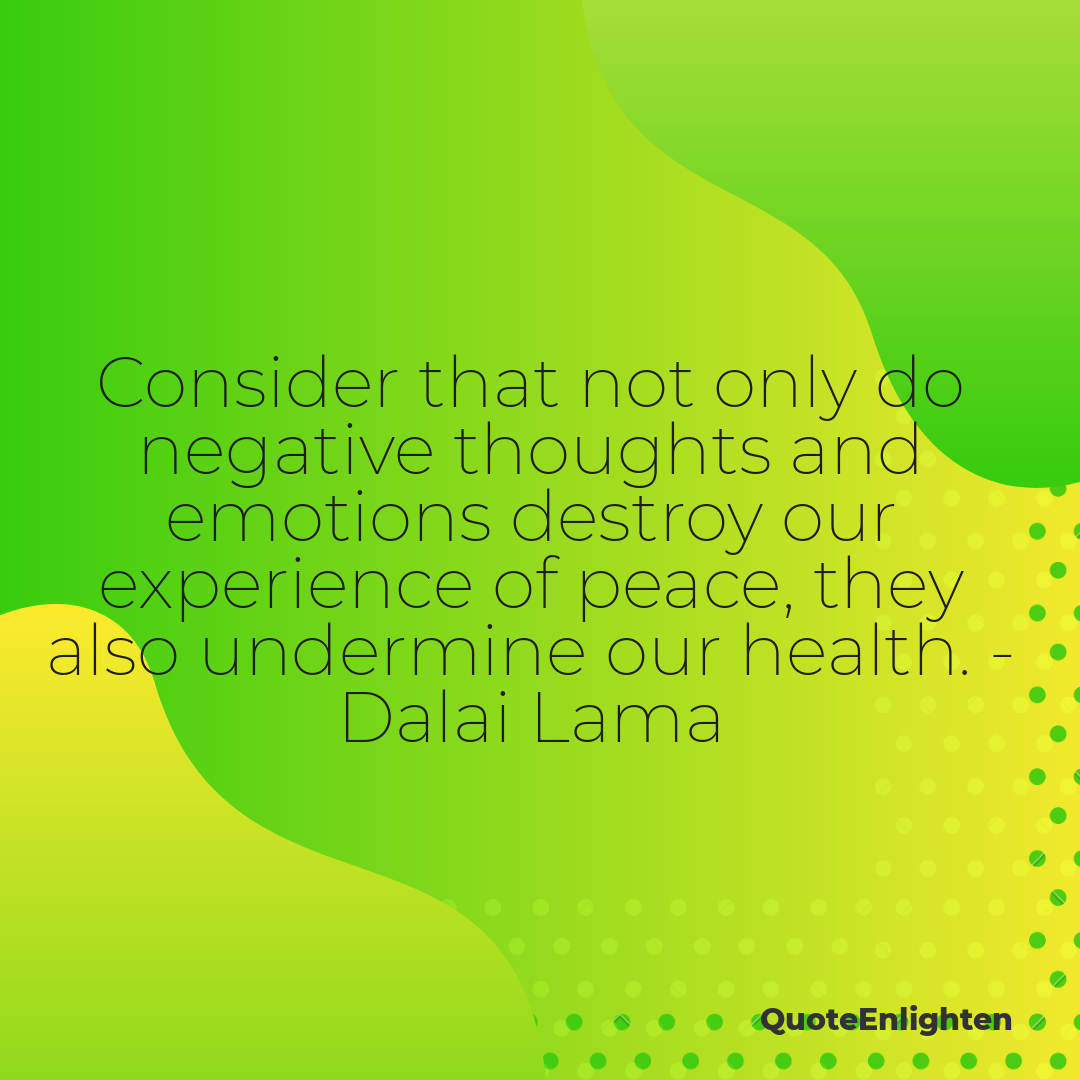 Consider that not only do
negative thoughts and
emotions destroy our
experience of peace, they
also undermine our health. -
Dalai Lama
QuoteEnlighten